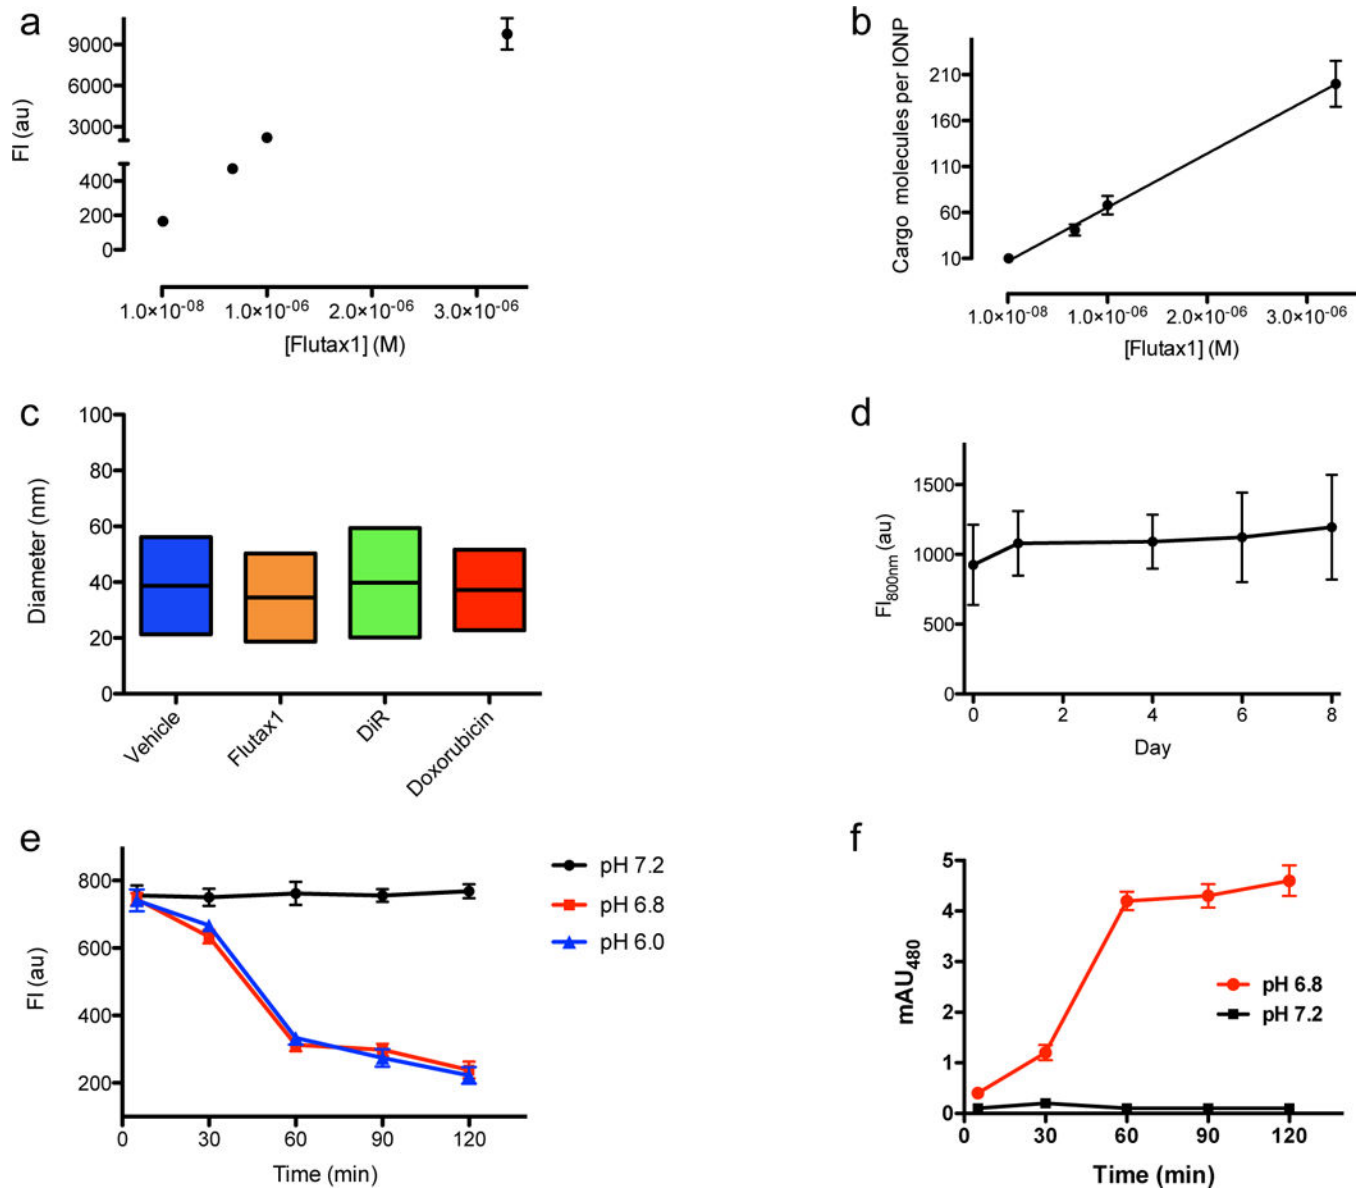 a
9000
6000
3000
400
200
0
FI (au)
1.0×10⁻⁰⁸
1.0×10⁻⁰⁶
2.0×10⁻⁰⁶
3.0×10⁻⁰⁶
[Flutax1] (M)
b
210
160
110
60
10
Cargo molecules per IONP
1.0×10⁻⁰⁸
1.0×10⁻⁰⁶
2.0×10⁻⁰⁶
3.0×10⁻⁰⁶
[Flutax1] (M)
c
100
80
60
40
20
0
Diameter (nm)
Vehicle
Flutax1
DiR
Doxorubicin
d
1500
1000
500
0
FI₈₀₀ₙₘ (au)
0 2 4 6 8
Day
e
800
600
400
200
FI (au)
0 30 60 90 120
Time (min)
pH 7.2
pH 6.8
pH 6.0
f
5
4
3
2
1
0
mAU₄₈₀
pH 6.8
pH 7.2
0 30 60 90 120
Time (min)